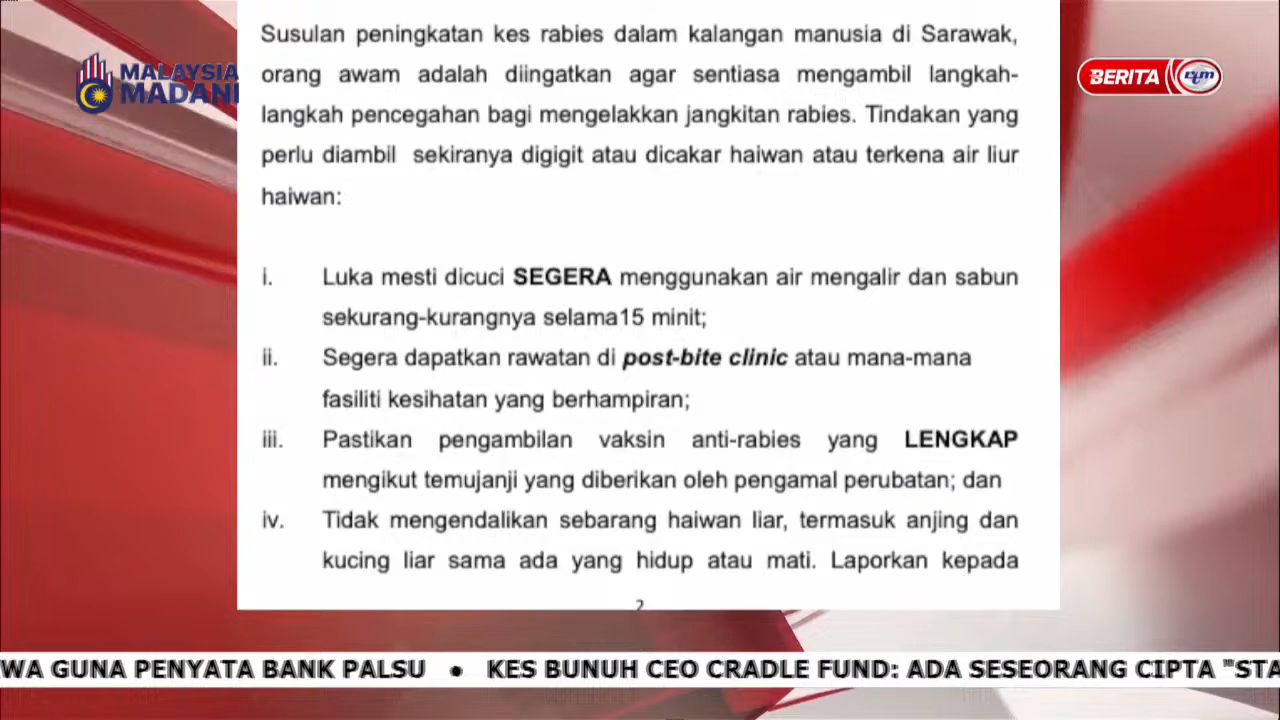 Susulan peningkatan kes rabies dalam kalangan manusia di Sarawak,
orang awam adalah diingatkan agar sentiasa mengambil langkah-
langkah pencegahan bagi mengelakkan jangkitan rabies. Tindakan yang
perlu diambil sekiranya digigit atau dicakar haiwan atau terkena air liur
haiwan:
MALAYSIA
MADANI
BERITA rtm
i. Luka mesti dicuci SEGERA menggunakan air mengalir dan sabun
sekurang-kurangnya selama15 minit;
ii. Segera dapatkan rawatan di post-bite clinic atau mana-mana
fasiliti kesihatan yang berhampiran;
iii. Pastikan pengambilan vaksin anti-rabies yang LENGKAP
mengikut temujanji yang diberikan oleh pengamal perubatan; dan
iv. Tidak mengendalikan sebarang haiwan liar, termasuk anjing dan
kucing liar sama ada yang hidup atau mati. Laporkan kepada
2
WA GUNA PENYATA BANK PALSU • KES BUNUH CEO CRADLE FUND: ADA SESEORANG CIPTA "STA